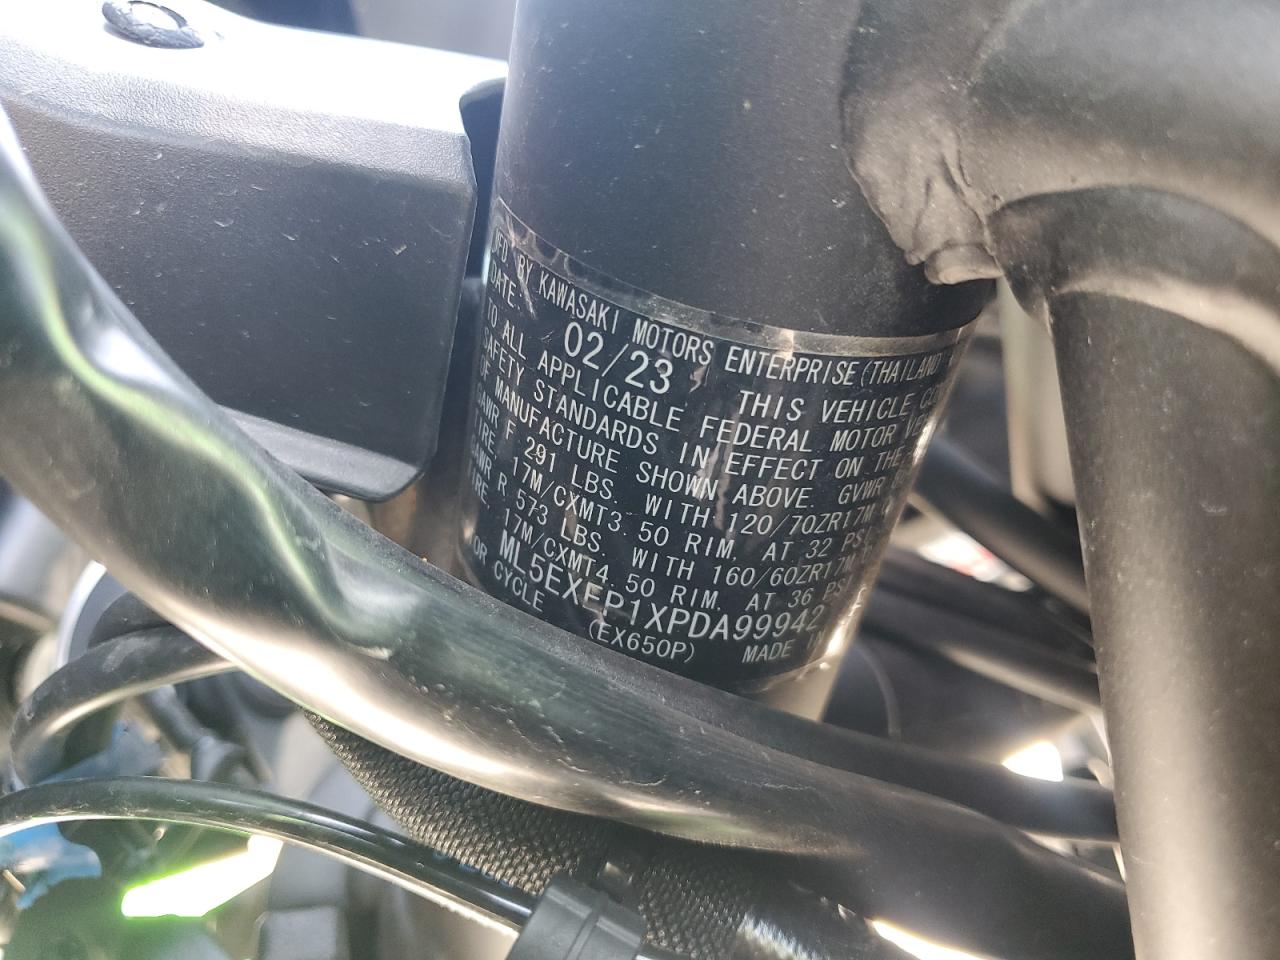 MFD. BY KAWASAKI MOTORS ENTERPRISE(THAILAND)
DATE: 02/23 THIS VEHICLE
TO ALL APPLICABLE FEDERAL MOTOR
SAFETY STANDARDS IN EFFECT ON THE
OF MANUFACTURE SHOWN ABOVE. GVWR
GAWR F 291 LBS. WITH 120/70ZR17M
TIRE, 17M/CXMT3.50 RIM, AT 32 PSI
GAWR R 573 LBS. WITH 160/60ZR17M
TIRE, 17M/CXMT4.50 RIM, AT 36 PSI
ML5EXEP1XPDA99942
CYCLE (EX650P) MADE IN